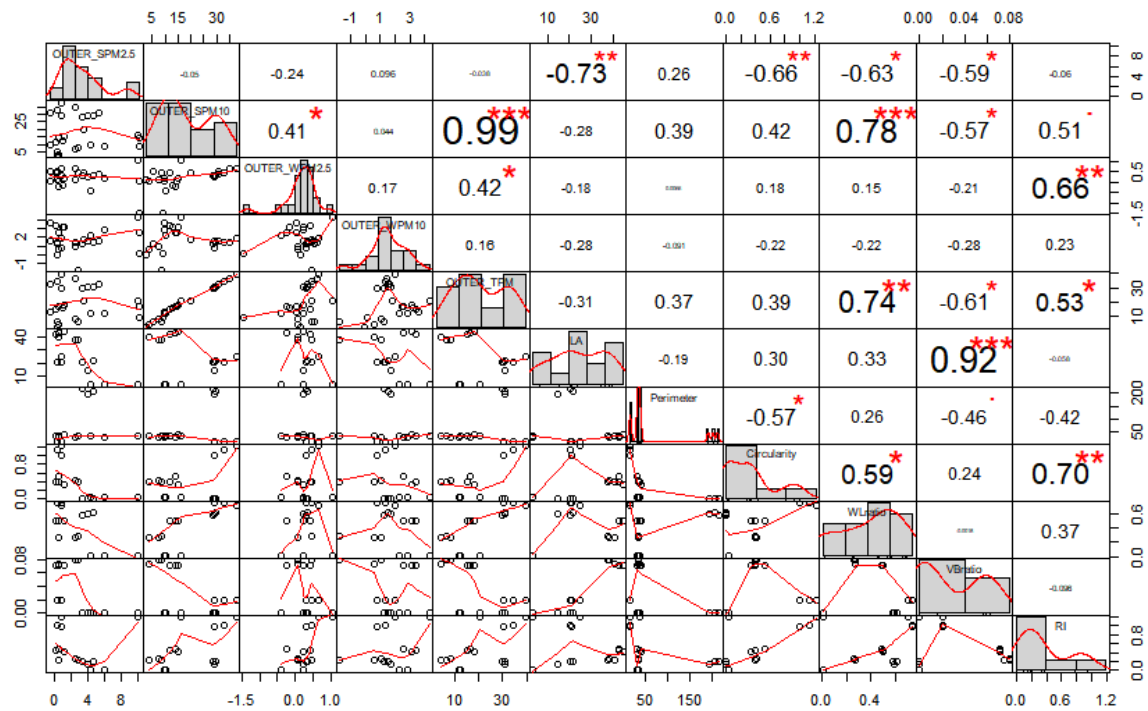 5 15 30 -1 1 3 10 30 0.0 0.6 1.2 0.00 0.04 0.08
OUTER_SPM2.5 -0.05 -0.24 0.096 -0.038 -0.73 ** 0.26 -0.66 ** -0.63 * -0.59 * -0.06 0 4 8
5 25 OUTER_SPM10 0.41 * 0.044 0.99 *** -0.28 0.39 0.42 0.78 *** -0.57 * 0.51 .
OUTER_WPM2.5 0.17 0.42 * -0.18 0.18 0.15 -0.21 0.66 ** -1.5 0.5
-1 2 OUTER_WPM10 0.16 -0.28 -0.091 -0.22 -0.22 -0.28 0.23
OUTER_TPM -0.31 0.37 0.39 0.74 ** -0.61 * 0.53 * 10 30
10 40 LA -0.19 0.30 0.33 0.92 *** -0.058
Perimeter -0.57 * 0.26 -0.46 . -0.42 50 200
0.0 0.8 Circularity 0.59 * 0.24 0.70 **
WLratio 0.37 0.0 0.6
0.00 0.08 VBratio -0.096
RI 0.0 0.8
0 4 8 -1.5 0.0 1.0 10 30 50 150 0.0 0.4 0.0 0.6 1.2